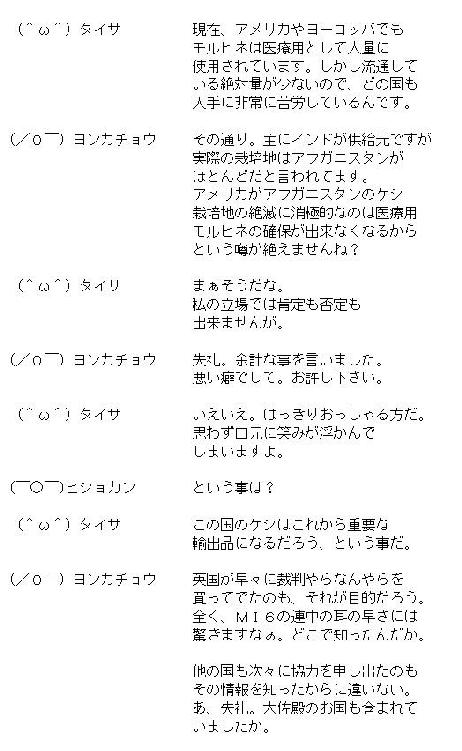 （＾ω＾）タイサ 現在、アメリカやヨーロッパでも
モルヒネは医療用として大量に
使用されています。しかし流通して
いる絶対量が少ないので、どの国も
入手に非常に苦労しているんです。
（／０￣）ヨンカチョウ その通り。主にインドが供給元ですが
実際の栽培地はアフガニスタンが
ほとんどだと言われてます。
アメリカがアフガニスタンのケシ
栽培地の絶滅に消極的なのは医療用
モルヒネの確保が出来なくなるから
という噂が絶えませんね？
（＾ω＾）タイサ まぁそうだな。
私の立場では肯定も否定も
出来ませんが。
（／０￣）ヨンカチョウ 失礼。余計な事を言いました。
悪い癖でして。お許し下さい。
（＾ω＾）タイサ いえいえ。はっきりおっしゃる方だ。
思わず口元に笑みが浮かんで
しまいますよ。
（￣○￣）ヒショカン という事は？
（＾ω＾）タイサ この国のケシはこれから重要な
輸出品になるだろう、という事だ。
（／０￣）ヨンカチョウ 英国が早々に裁判やらなんやらを
買ってでたのも、それが目的だろう。
全く、ＭＩ６の連中の耳の早さには
驚きますなぁ。どこで知ったんだか。
他の国も次々に協力を申し出たのも
その情報を知ったからに違いない。
あ、失礼。大佐殿のお国も含まれて
いましたか。